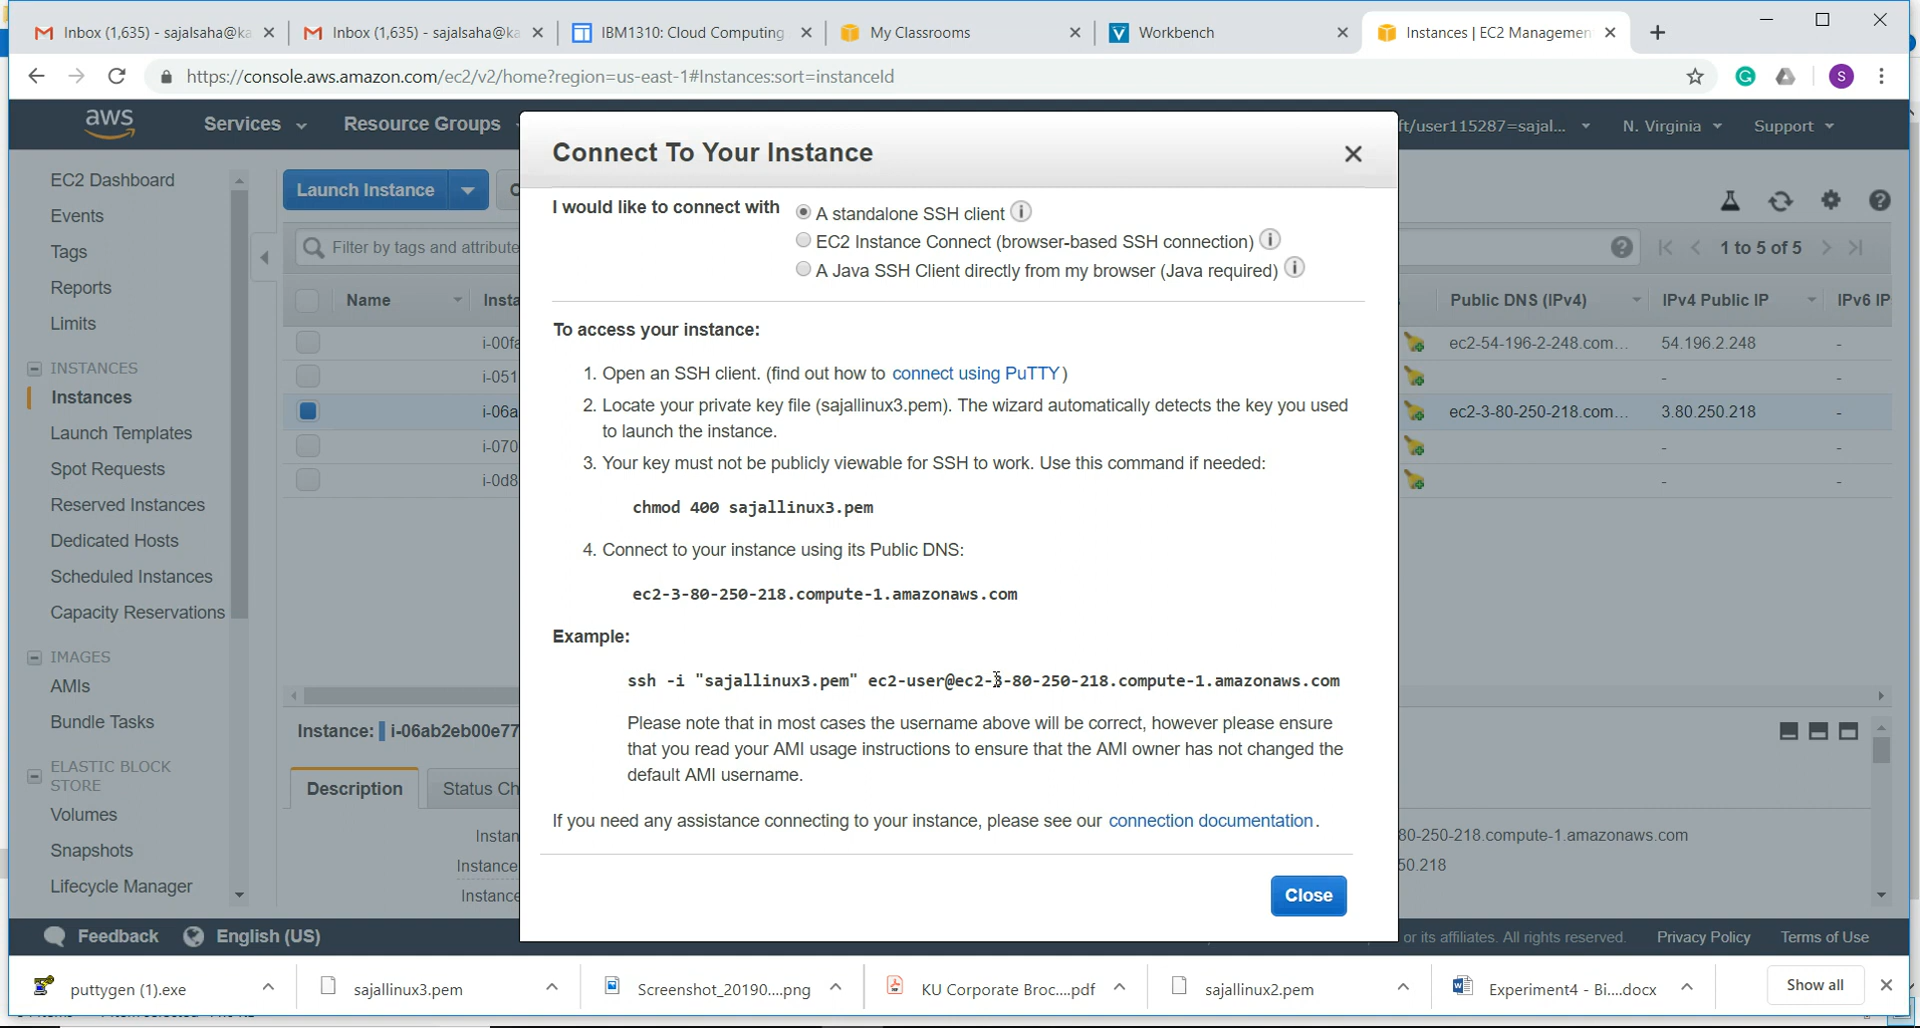 Inbox (1,635) - sajalsaha@ka
Inbox (1,635) - sajalsaha@ka
IBM1310: Cloud Computing
My Classrooms
Workbench
Instances | EC2 Managemen
https://console.aws.amazon.com/ec2/v2/home?region=us-east-1#Instances:sort=instanceId
S
aws
Services
Resource Groups
ft/user115287=sajal...
N. Virginia
Support
EC2 Dashboard
Events
Tags
Reports
Limits
INSTANCES
Instances
Launch Templates
Spot Requests
Reserved Instances
Dedicated Hosts
Scheduled Instances
Capacity Reservations
IMAGES
AMIs
Bundle Tasks
ELASTIC BLOCK
STORE
Volumes
Snapshots
Lifecycle Manager
Launch Instance
Filter by tags and attribute
1 to 5 of 5
Name
Insta
Public DNS (IPv4)
IPv4 Public IP
IPv6 IP
i-00fa
ec2-54-196-2-248.com...
54.196.2.248
-
i-051
-
-
i-06a
ec2-3-80-250-218.com...
3.80.250.218
-
i-070
-
-
i-0d8
-
-
Instance:
i-06ab2eb00e77
Description
Status Ch
Instan
Instance
Instance
80-250-218.compute-1.amazonaws.com
50.218
Connect To Your Instance
I would like to connect with
A standalone SSH client
EC2 Instance Connect (browser-based SSH connection)
A Java SSH Client directly from my browser (Java required)
To access your instance:
1. Open an SSH client. (find out how to connect using PuTTY)
2. Locate your private key file (sajallinux3.pem). The wizard automatically detects the key you used
to launch the instance.
3. Your key must not be publicly viewable for SSH to work. Use this command if needed:
chmod 400 sajallinux3.pem
4. Connect to your instance using its Public DNS:
ec2-3-80-250-218.compute-1.amazonaws.com
Example:
ssh -i "sajallinux3.pem" ec2-user@ec2-3-80-250-218.compute-1.amazonaws.com
Please note that in most cases the username above will be correct, however please ensure
that you read your AMI usage instructions to ensure that the AMI owner has not changed the
default AMI username.
If you need any assistance connecting to your instance, please see our connection documentation.
Close
Feedback
English (US)
or its affiliates. All rights reserved.
Privacy Policy
Terms of Use
puttygen (1).exe
sajallinux3.pem
Screenshot_20190....png
KU Corporate Broc....pdf
sajallinux2.pem
Experiment4 - Bi....docx
Show all